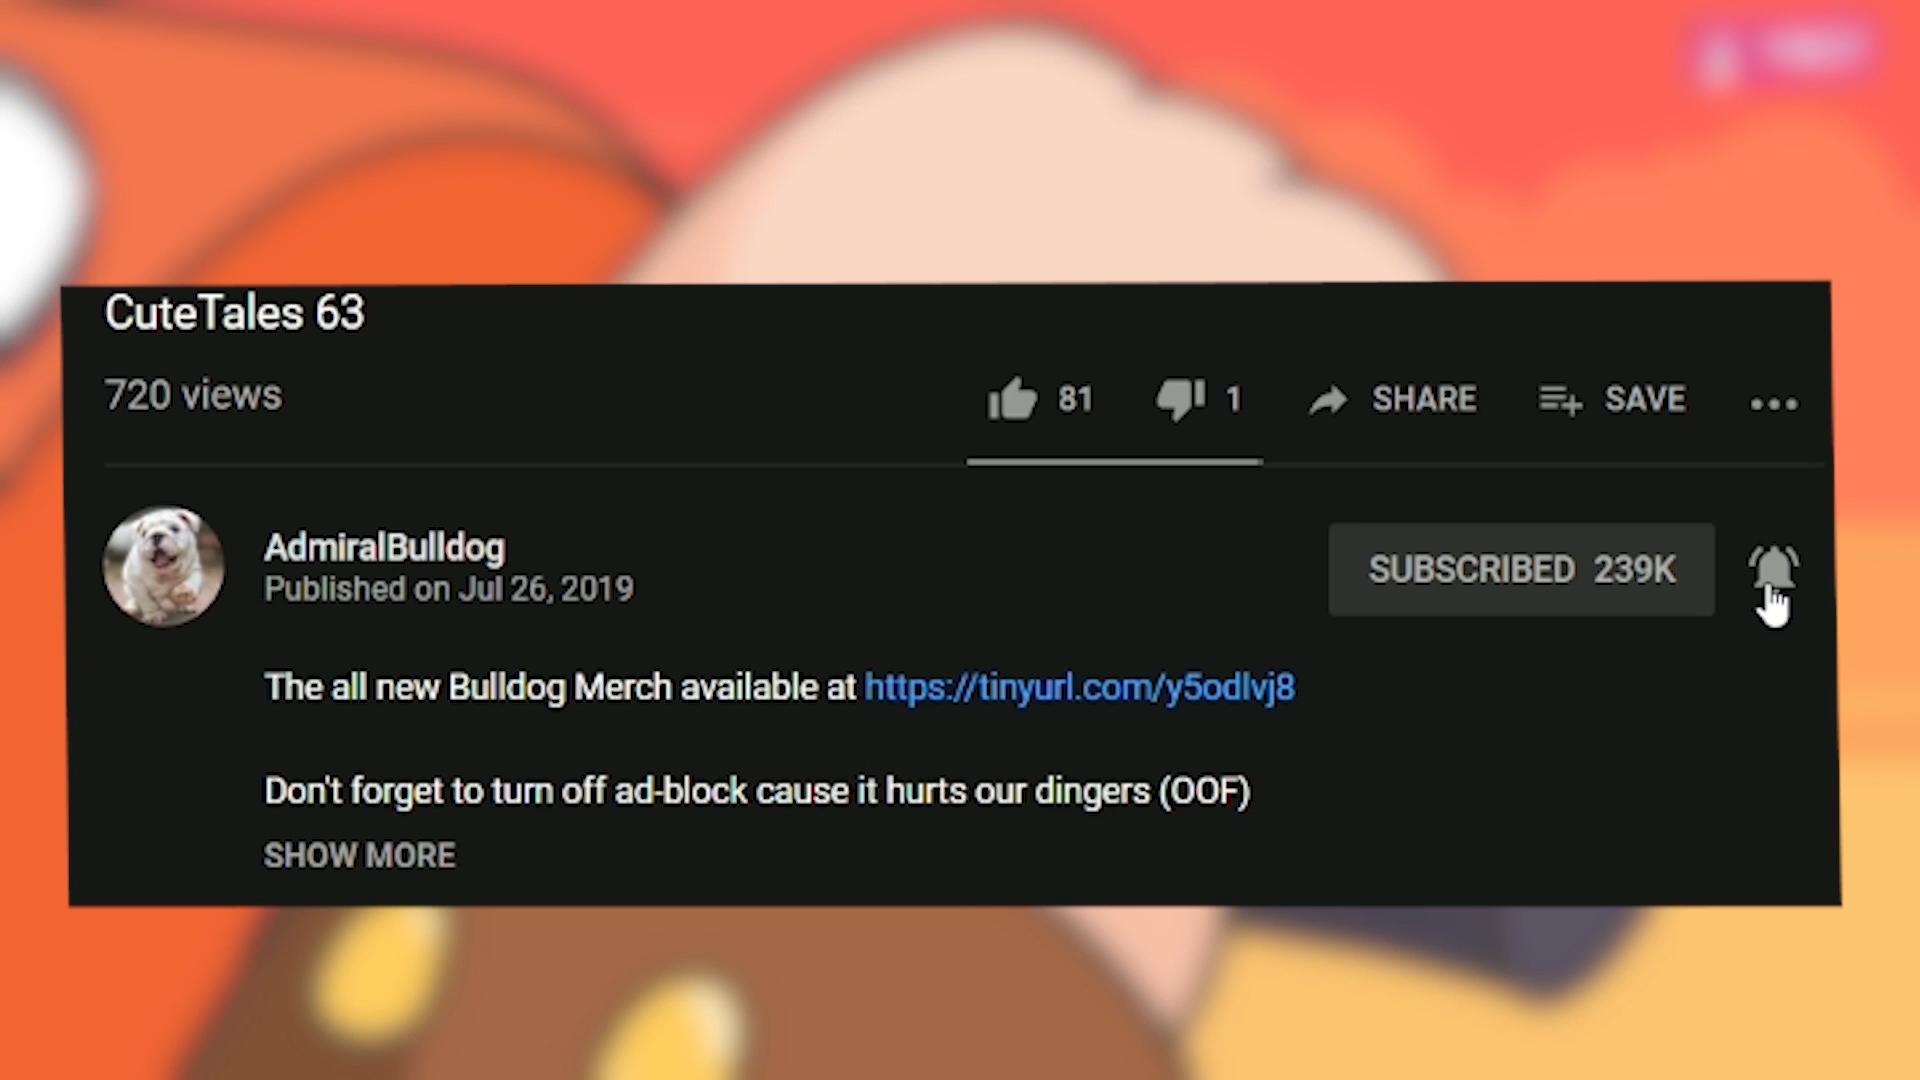 CuteTales 63
720 views
81 1 SHARE SAVE
AdmiralBulldog
SUBSCRIBED 239K
Published on Jul 26, 2019
The all new Bulldog Merch available at https://tinyurl.com/y5odlvj8
Don't forget to turn off ad-block cause it hurts our dingers (OOF)
SHOW MORE